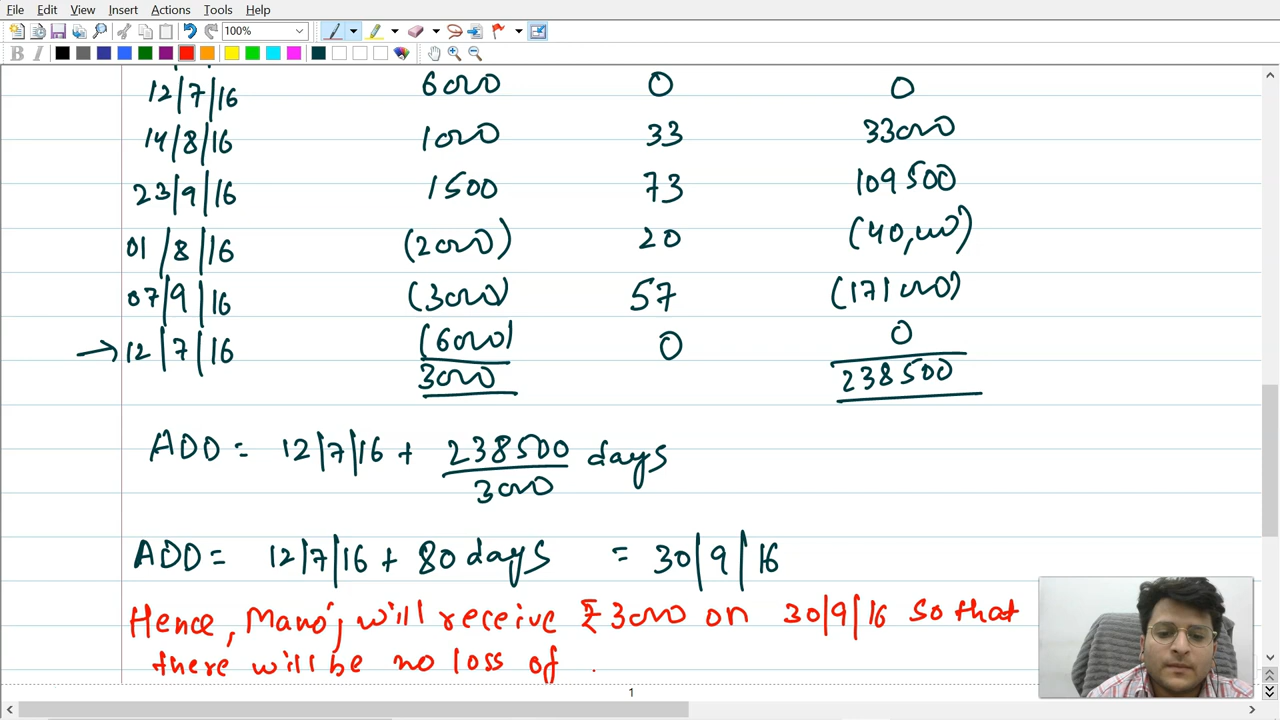 File Edit View Insert Actions Tools Help
100%
B I
12/7/16 6000 0 0
14/8/16 1000 33 33000
23/9/16 1500 73 109500
01/8/16 (2000) 20 (40,000)
07/9/16 (3000) 57 (171000)
→ 12/7/16 (6000) 0 0
3000 238500
ADD = 12/7/16 + 238500/3000 days
ADD = 12/7/16 + 80 days = 30/9/16
Hence, Manoj will receive ₹3000 on 30/9/16 so that
there will be no loss of .
1